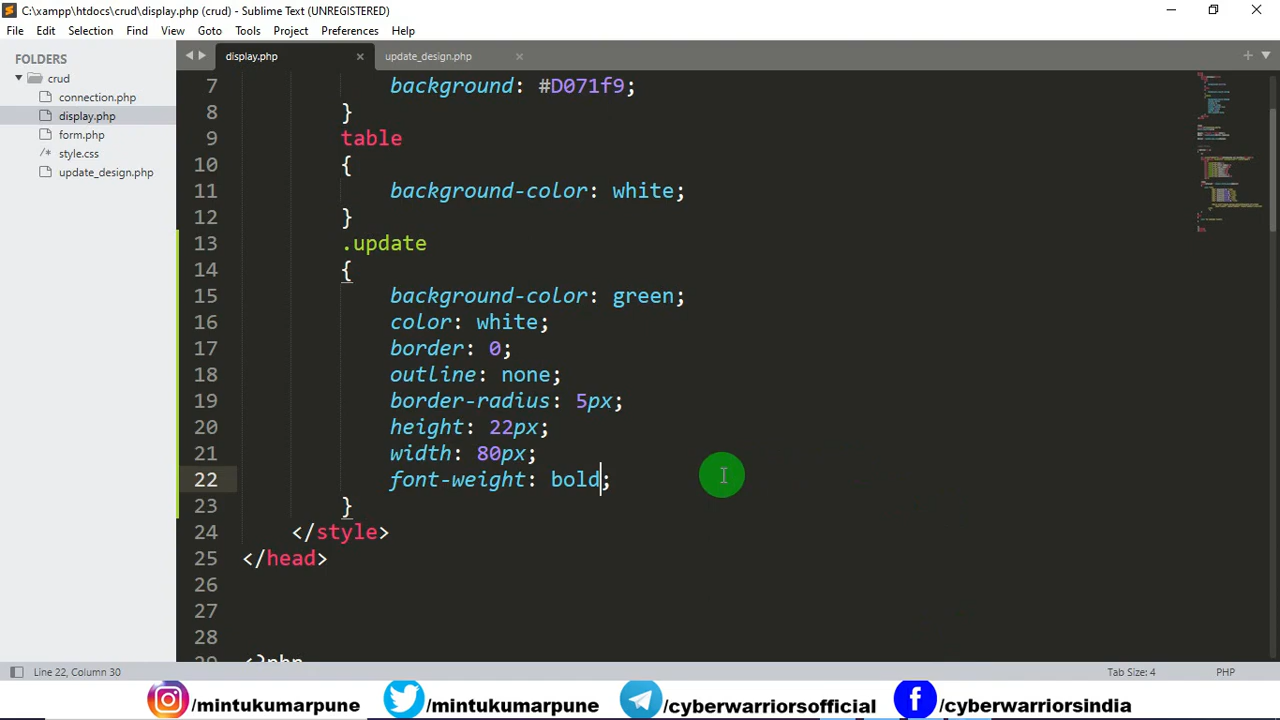 C:\xampp\htdocs\crud\display.php (crud) - Sublime Text (UNREGISTERED)
File Edit Selection Find View Goto Tools Project Preferences Help
FOLDERS
crud
connection.php
display.php
form.php
style.css
update_design.php
display.php update_design.php
7 background: #D071f9;
8 }
9 table
10 {
11 background-color: white;
12 }
13 .update
14 {
15 background-color: green;
16 color: white;
17 border: 0;
18 outline: none;
19 border-radius: 5px;
20 height: 22px;
21 width: 80px;
22 font-weight: bold;
23 }
24 </style>
25 </head>
26
27
28
29 <?php
Line 22, Column 30 Tab Size: 4 PHP
/mintukumarpune /mintukumarpune /cyberwarriorsofficial /cyberwarriorsindia